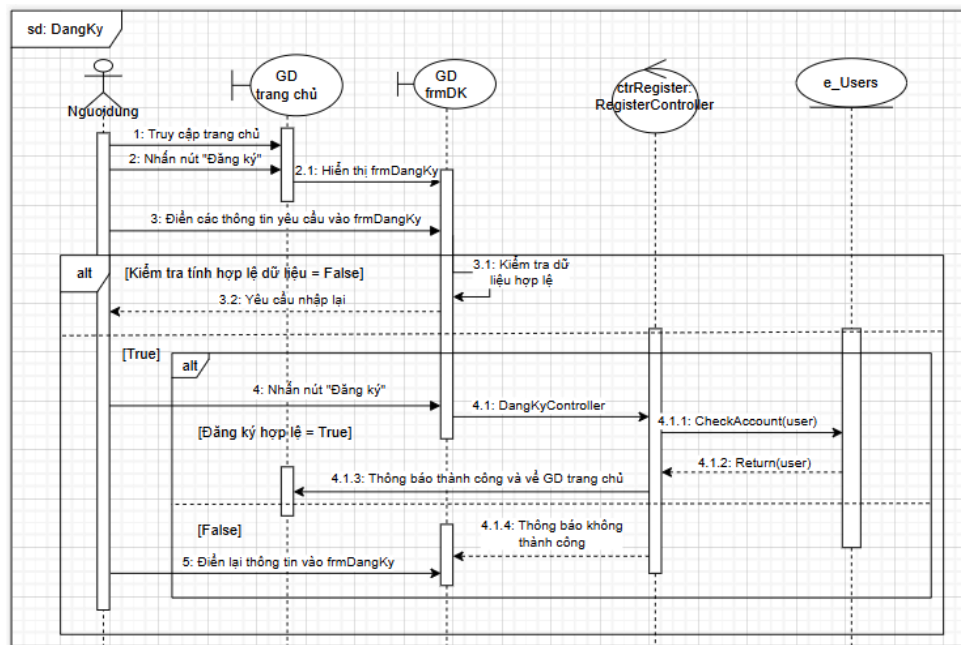 sd: DangKy
GD
trang chủ
GD
frmDK
ctrRegister:
RegisterController
e_Users
Nguoidung
1: Truy cập trang chủ
2: Nhấn nút "Đăng ký"
2.1: Hiển thị frmDangKy
3: Điền các thông tin yêu cầu vào frmDangKy
alt
[Kiểm tra tính hợp lệ dữ liệu = False]
3.1: Kiểm tra dữ
liệu hợp lệ
3.2: Yêu cầu nhập lại
[True]
alt
4: Nhấn nút "Đăng ký"
4.1: DangKyController
4.1.1: CheckAccount(user)
[Đăng ký hợp lệ = True]
4.1.2: Return(user)
4.1.3: Thông báo thành công và về GD trang chủ
[False]
4.1.4: Thông báo không
thành công
5: Điền lại thông tin vào frmDangKy